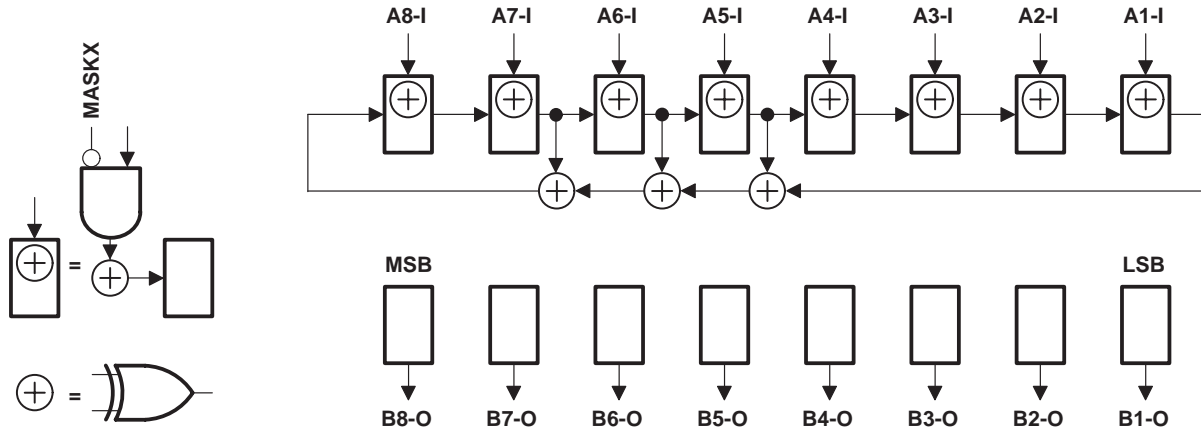 A8-I A7-I A6-I A5-I A4-I A3-I A2-I A1-I
MASKX
=
MSB LSB
=
B8-O B7-O B6-O B5-O B4-O B3-O B2-O B1-O